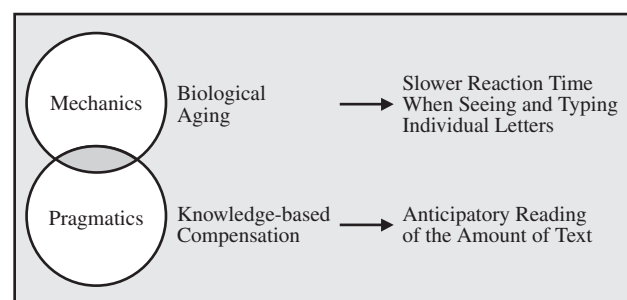 Mechanics
Biological
Aging
Slower Reaction Time
When Seeing and Typing
Individual Letters
Pragmatics
Knowledge-based
Compensation
Anticipatory Reading
of the Amount of Text